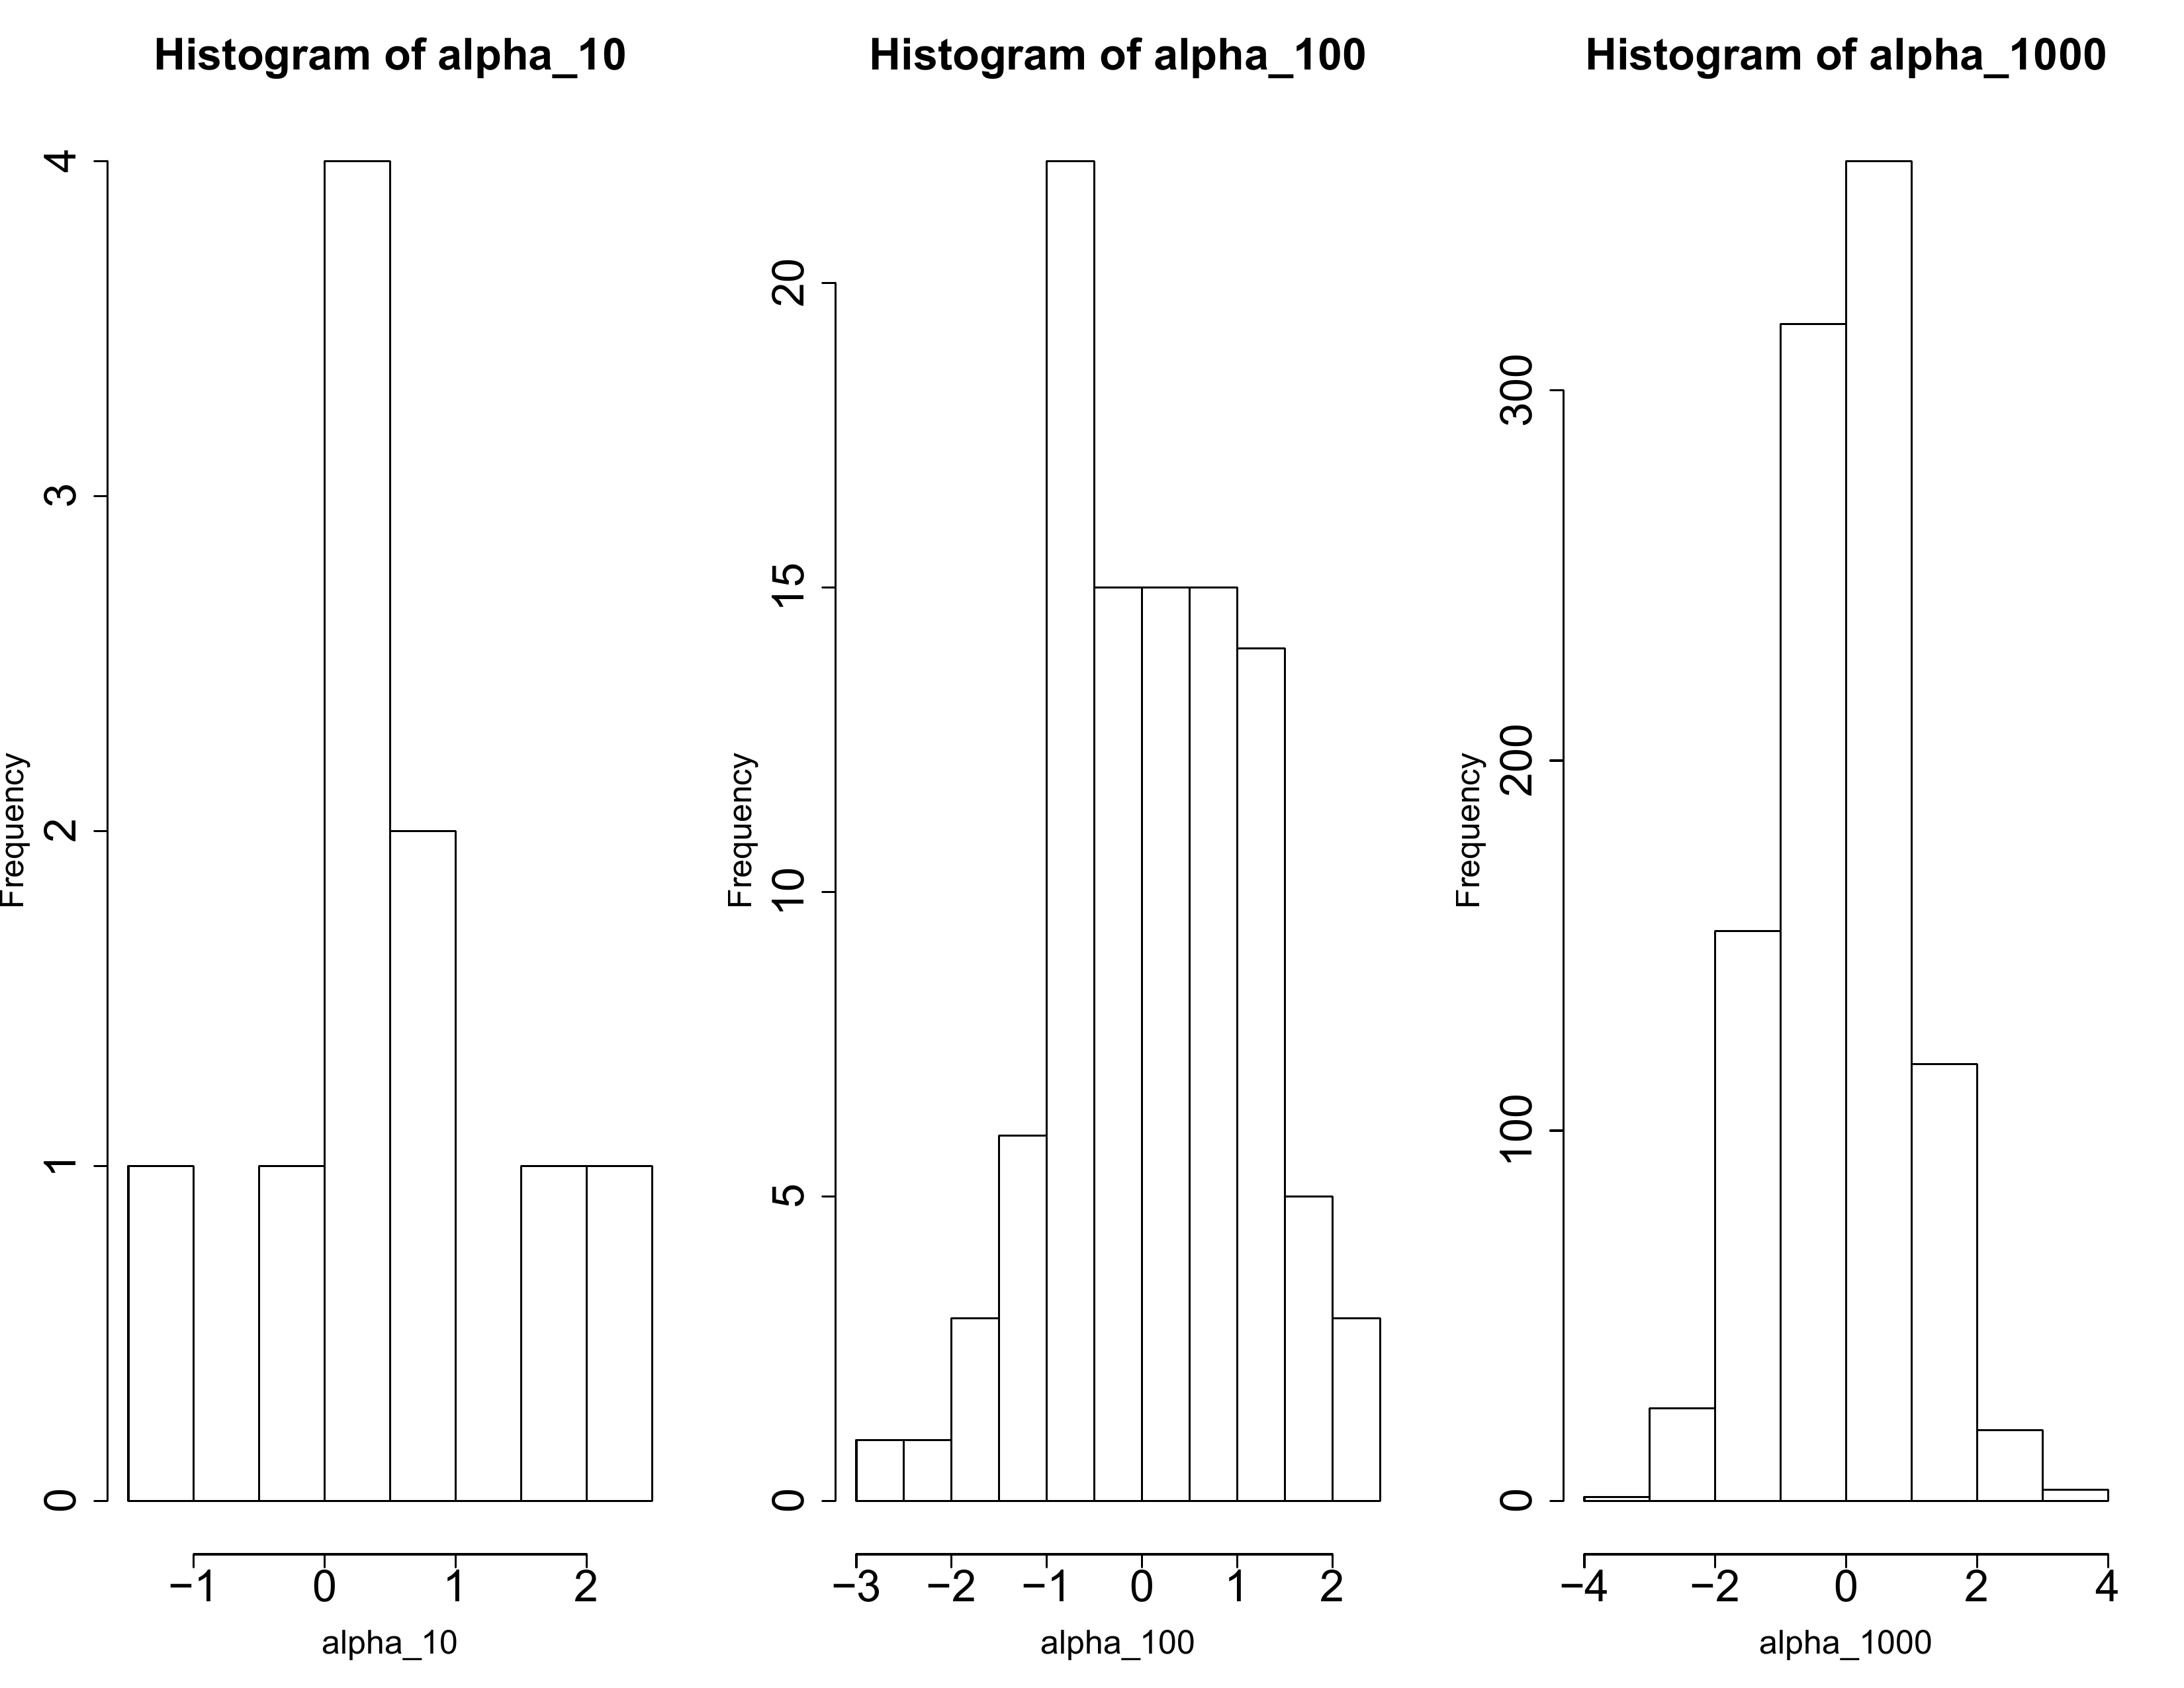 Histogram of alpha_10
4
3
2
1
0
Frequency
−1 0 1 2
alpha_10
Histogram of alpha_100
20
15
10
5
0
Frequency
−3 −2 −1 0 1 2
alpha_100
Histogram of alpha_1000
300
200
100
0
Frequency
−4 −2 0 2 4
alpha_1000